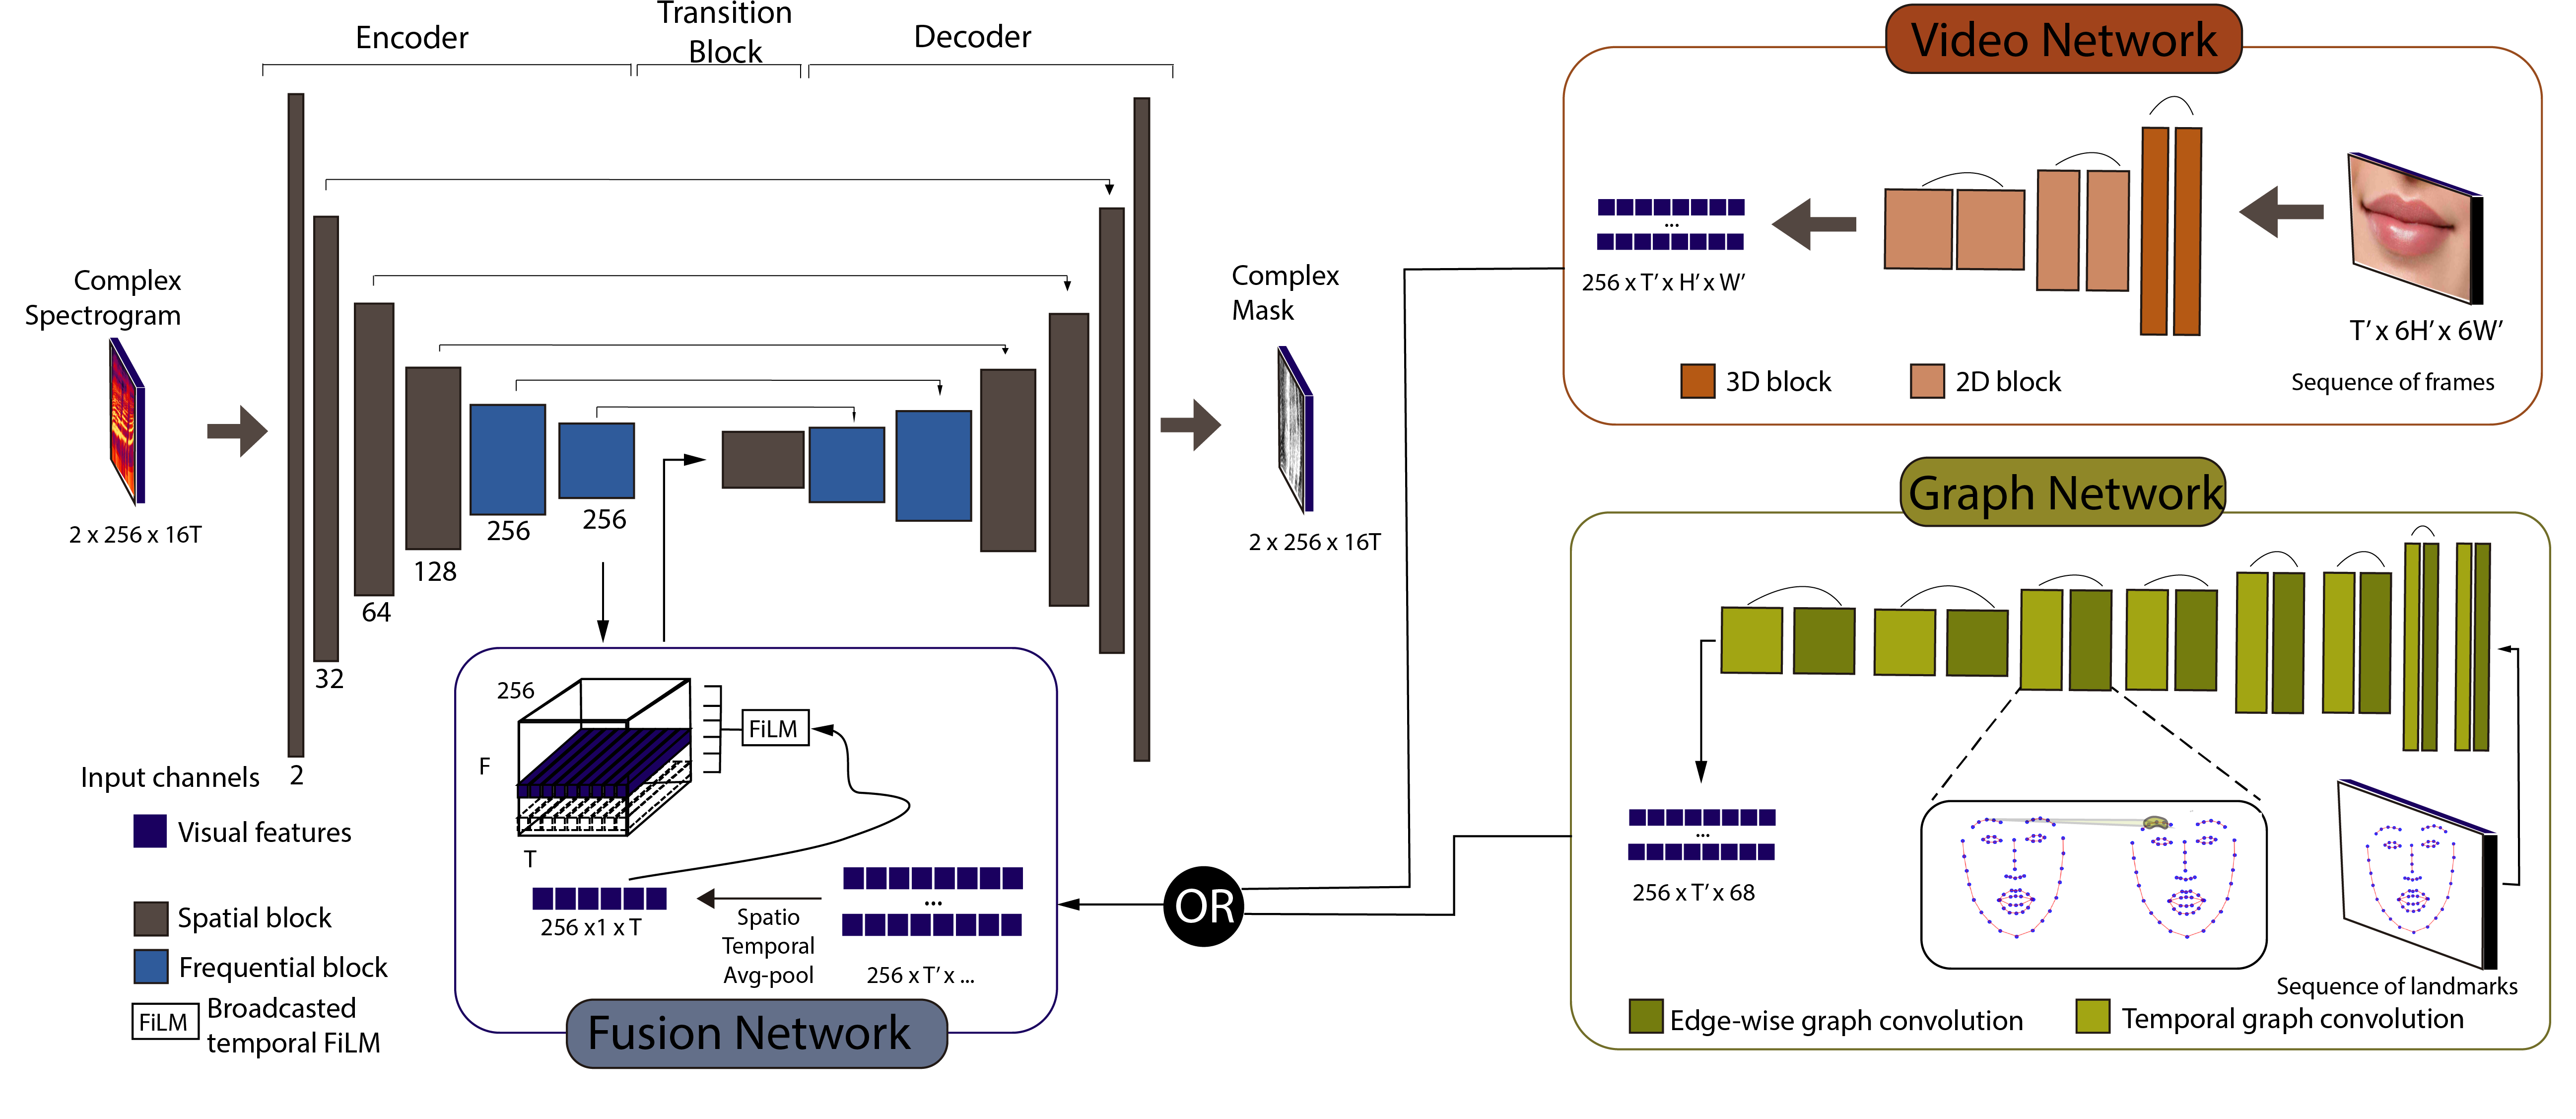 Encoder
Transition
Block
Decoder
Complex
Spectrogram
2 x 256 x 16T
2
32
64
128
256
256
Input channels
Visual features
Spatial block
Frequential block
FiLM
Broadcasted
temporal FiLM
Complex
Mask
2 x 256 x 16T
256
F
T
FiLM
256 x1 x T
Spatio
Temporal
Avg-pool
...
256 x T' x ...
Fusion Network
OR
Video Network
...
256 x T' x H' x W'
T' x 6H' x 6W'
3D block
2D block
Sequence of frames
Graph Network
...
256 x T' x 68
Sequence of landmarks
Edge-wise graph convolution
Temporal graph convolution